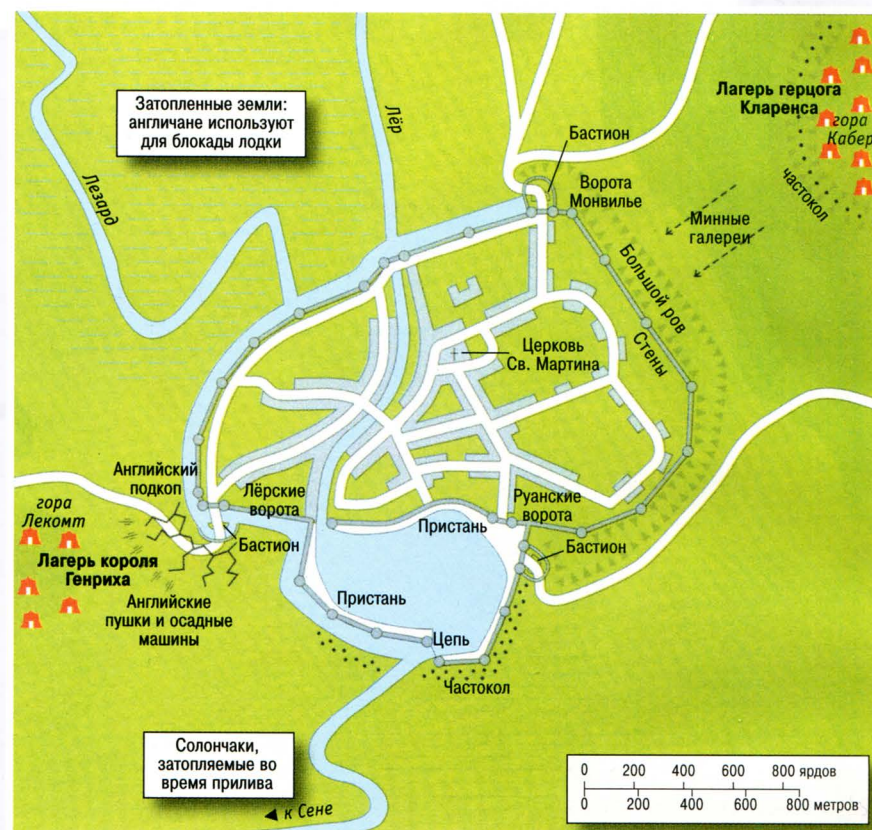 Затопленные земли:
англичане используют
для блокады лодки
Лёр
Лезард
Лагерь герцога
Кларенса
гора
Кабер
частокол
Бастион
Ворота
Монвилье
Минные
галереи
Большой ров
Стены
Церковь
Св. Мартина
Английский
подкоп
Лёрские
ворота
гора
Лекомт
Лагерь короля
Генриха
Бастион
Английские
пушки и осадные
машины
Пристань
Руанские
ворота
Бастион
Пристань
Цепь
Частокол
Солончаки,
затопляемые во
время прилива
к Сене
0 200 400 600 800 ярдов
0 200 400 600 800 метров